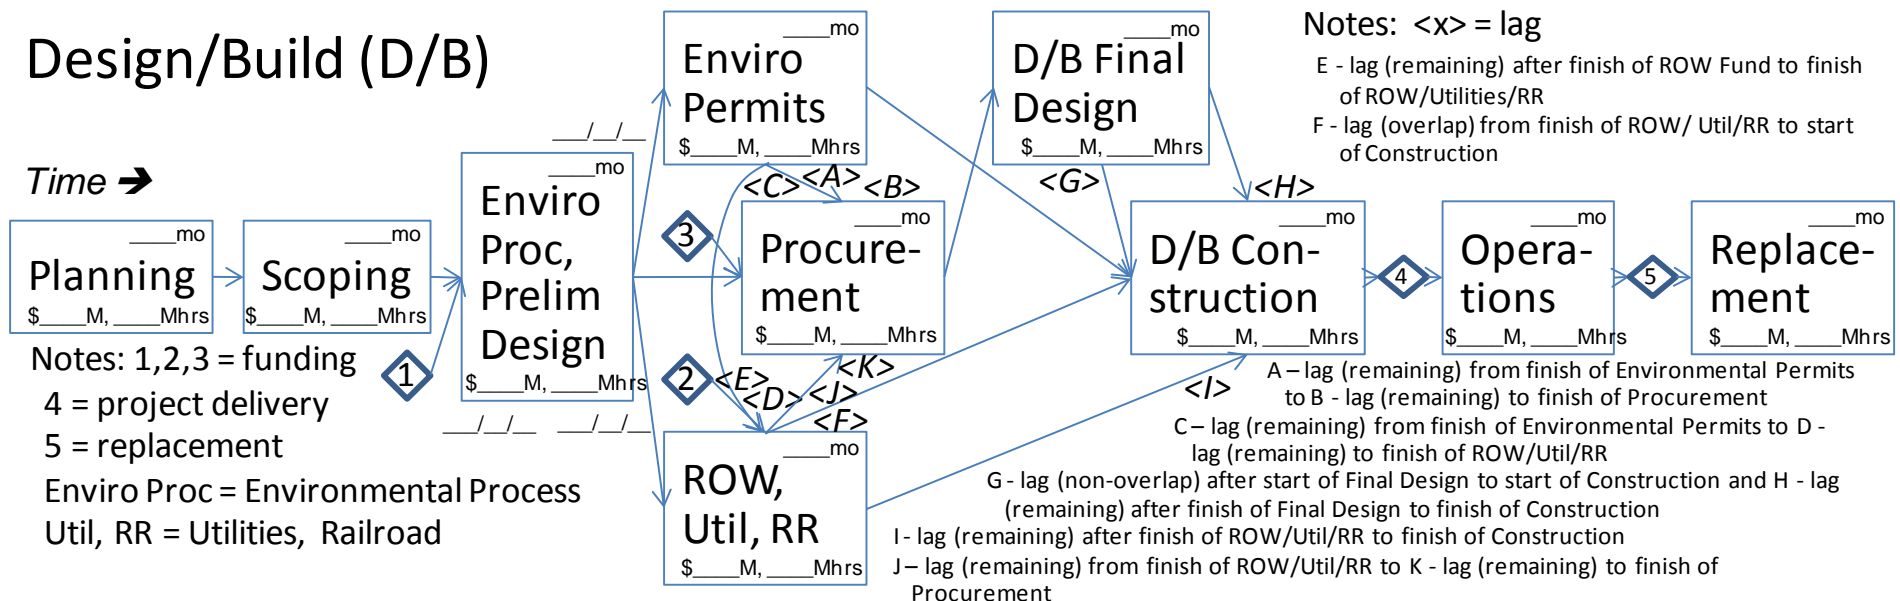 Design/Build (D/B)
Time ➔
____mo
Planning
$____M, ____Mhrs
____mo
Scoping
$____M, ____Mhrs
1
___/__/__
____mo
Enviro
Proc,
Prelim
Design
$____M, ____Mhrs
___/__/__ ___/__/__
____mo
Enviro
Permits
$____M, ____Mhrs
<C> <A> <B>
3
____mo
Procure-
ment
$____M, ____Mhrs
2
<E>
<D>
<K>
<J>
<F>
____mo
ROW,
Util, RR
$____M, ____Mhrs
____mo
D/B Final
Design
$____M, ____Mhrs
<G>
<H>
____mo
D/B Con-
struction
$____M, ____Mhrs
<I>
4
____mo
Opera-
tions
$____M, ____Mhrs
5
____mo
Replace-
ment
$____M, ____Mhrs
Notes: <x> = lag
E - lag (remaining) after finish of ROW Fund to finish
of ROW/Utilities/RR
F - lag (overlap) from finish of ROW/ Util/RR to start
of Construction
Notes: 1,2,3 = funding
4 = project delivery
5 = replacement
Enviro Proc = Environmental Process
Util, RR = Utilities, Railroad
A – lag (remaining) from finish of Environmental Permits
to B - lag (remaining) to finish of Procurement
C – lag (remaining) from finish of Environmental Permits to D -
lag (remaining) to finish of ROW/Util/RR
G - lag (non-overlap) after start of Final Design to start of Construction and H - lag
(remaining) after finish of Final Design to finish of Construction
I - lag (remaining) after finish of ROW/Util/RR to finish of Construction
J – lag (remaining) from finish of ROW/Util/RR to K - lag (remaining) to finish of
Procurement